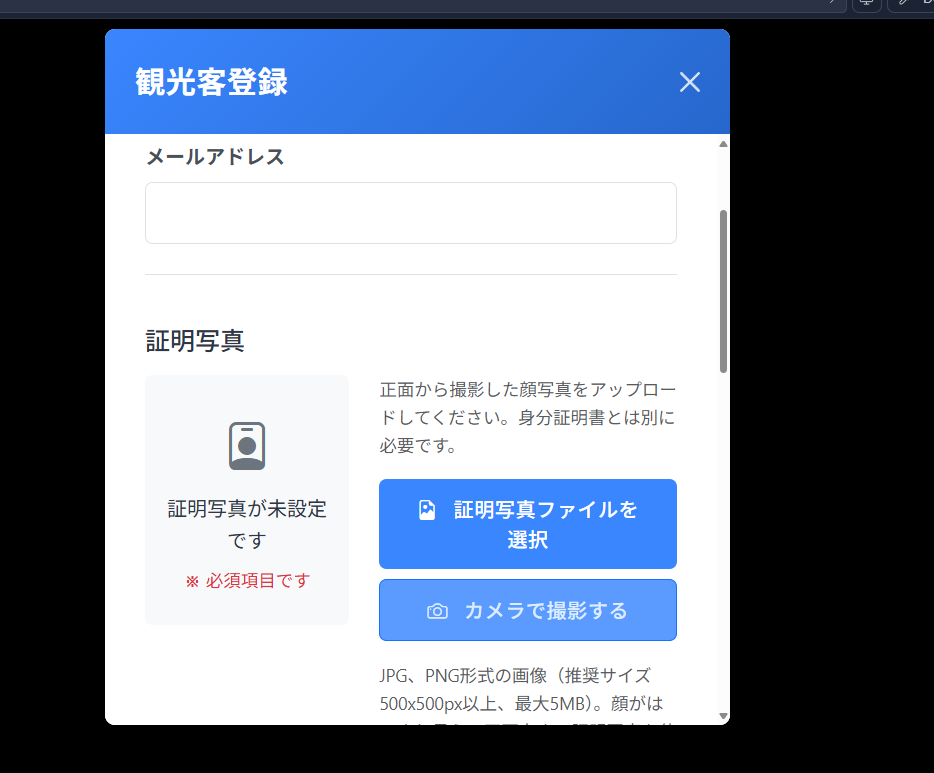 観光客登録
メールアドレス
証明写真
証明写真が未設定
です
※ 必須項目です
正面から撮影した顔写真をアップロー
ドしてください。身分証明書とは別に
必要です。
証明写真ファイルを
選択
カメラで撮影する
JPG、PNG形式の画像（推奨サイズ
500x500px以上、最大5MB）。顔がは